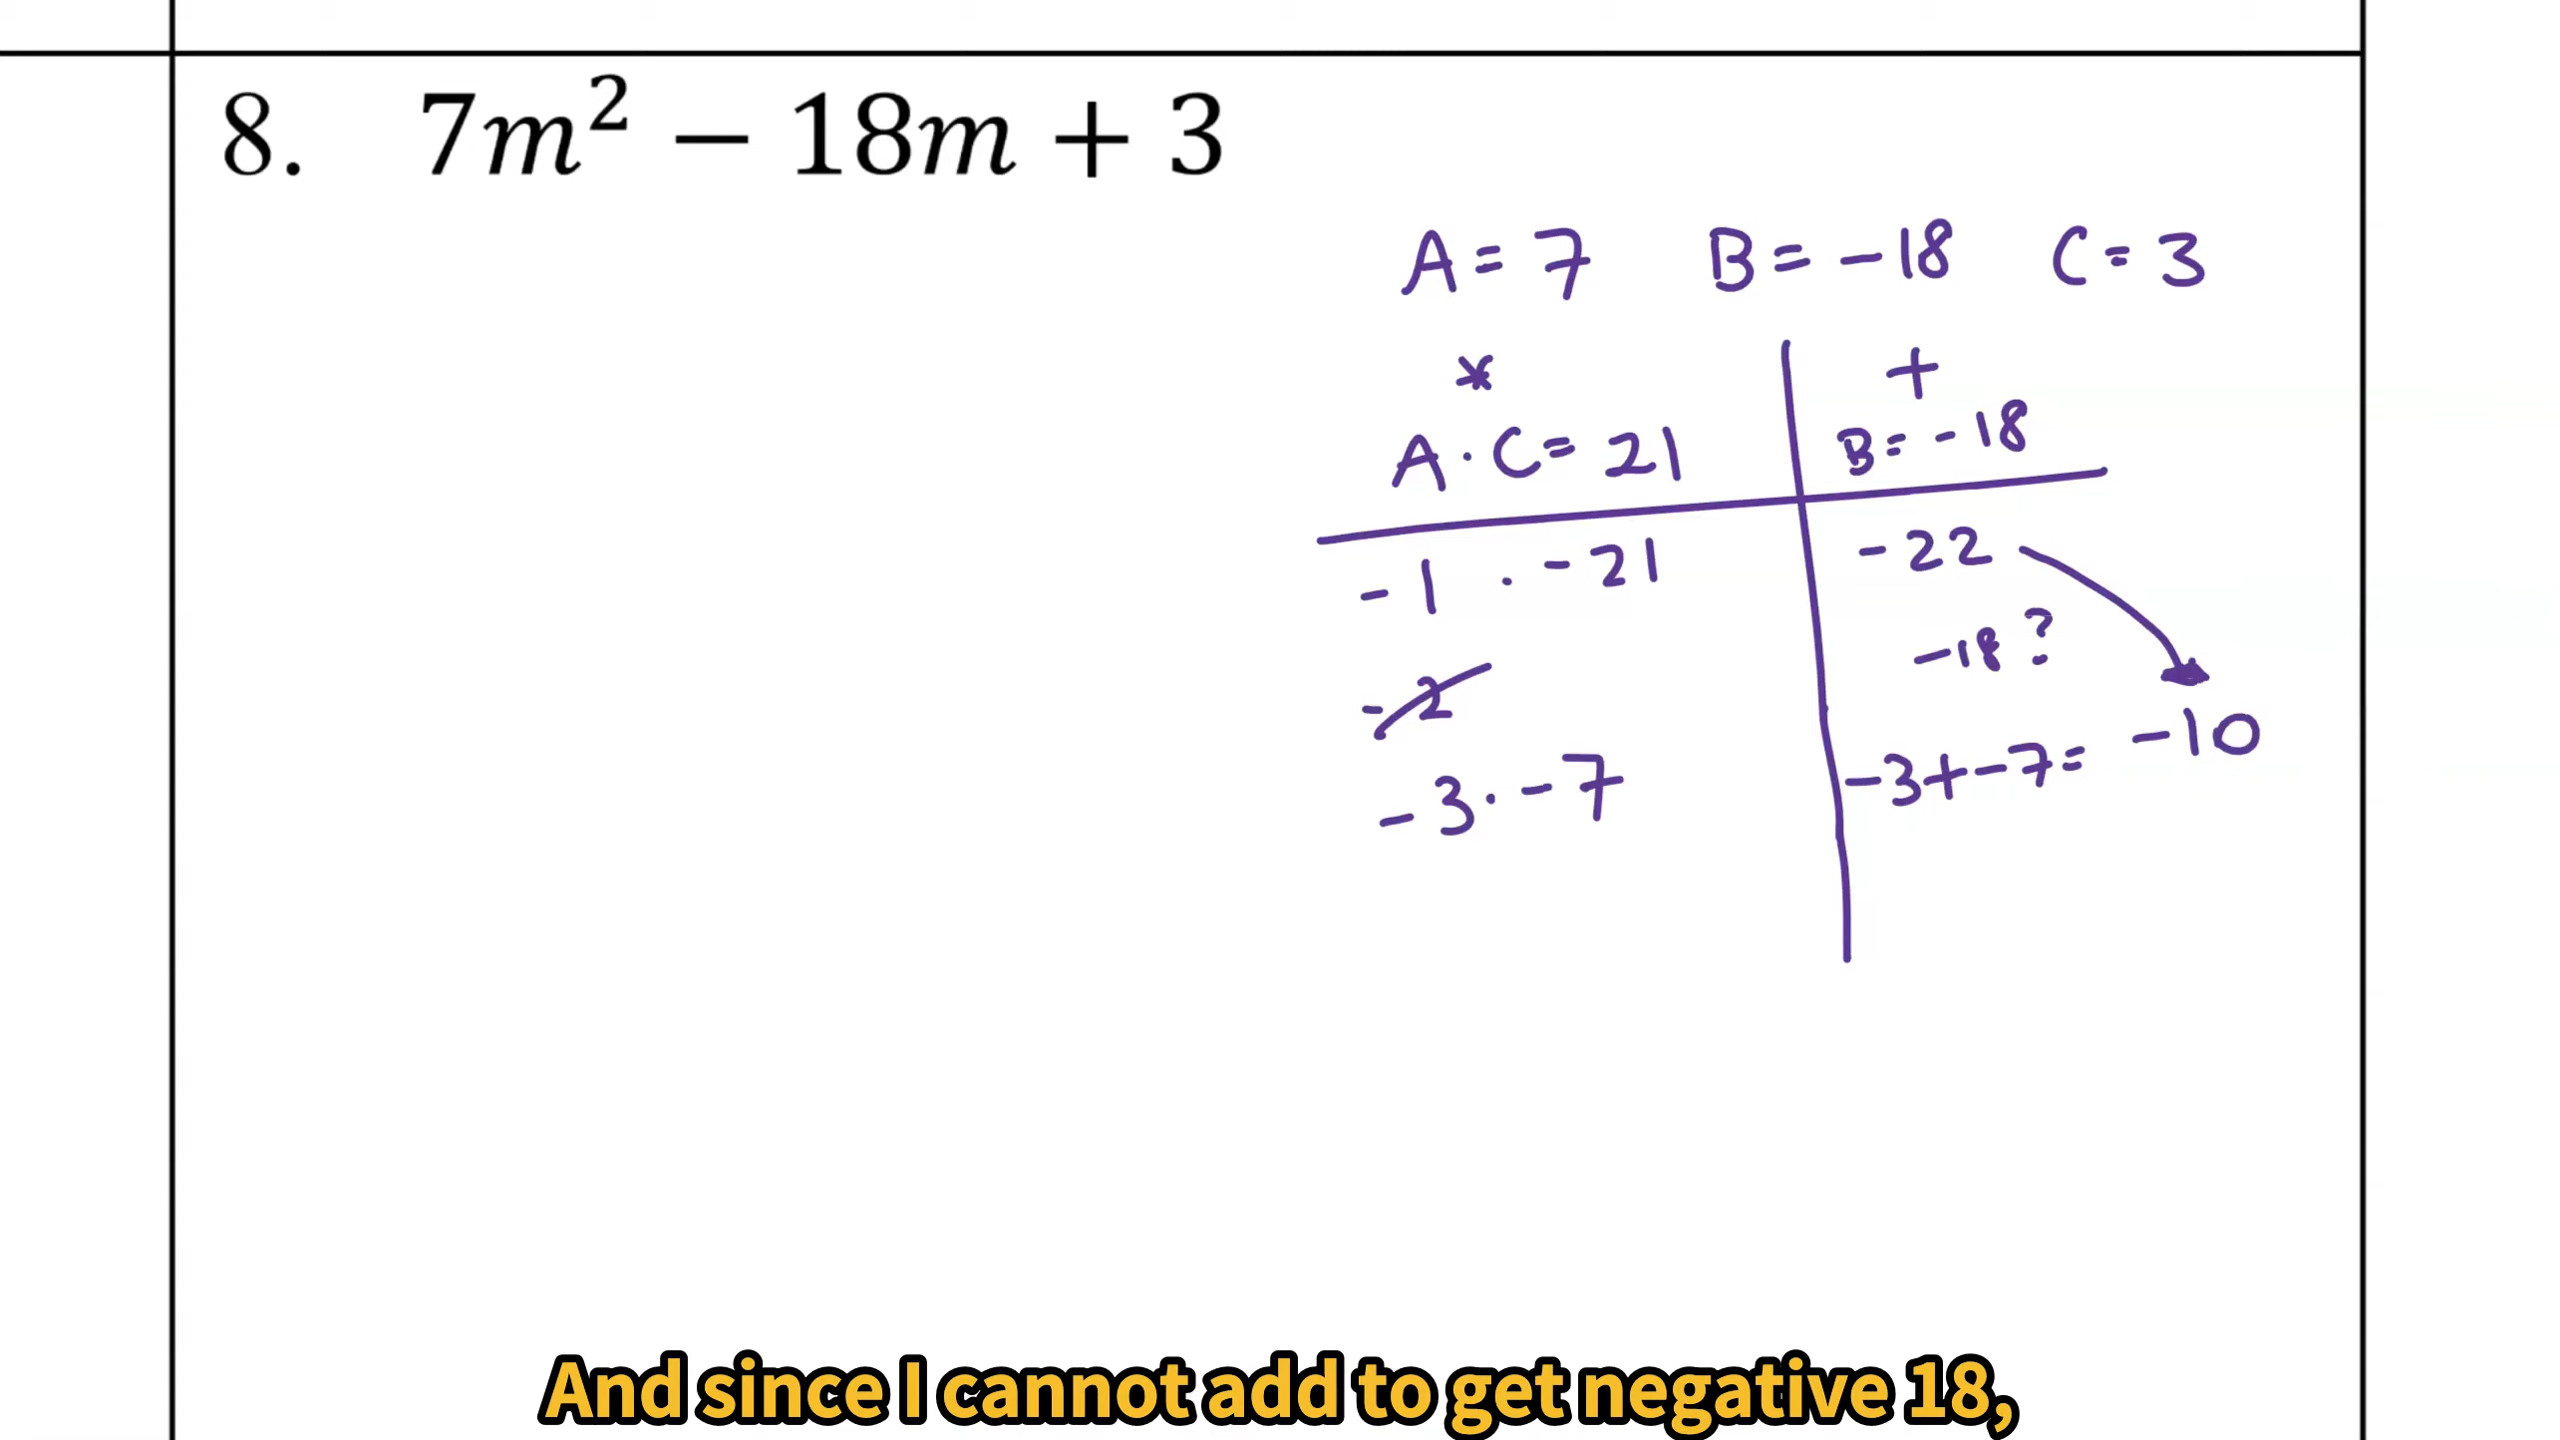 8. 7m² − 18m + 3
A = 7 B = -18 C = 3
* +
A · C = 21 B = -18
-1 · -21 -22
-18?
-2
-3 · -7 -3+-7= -10
And since I cannot add to get negative 18,